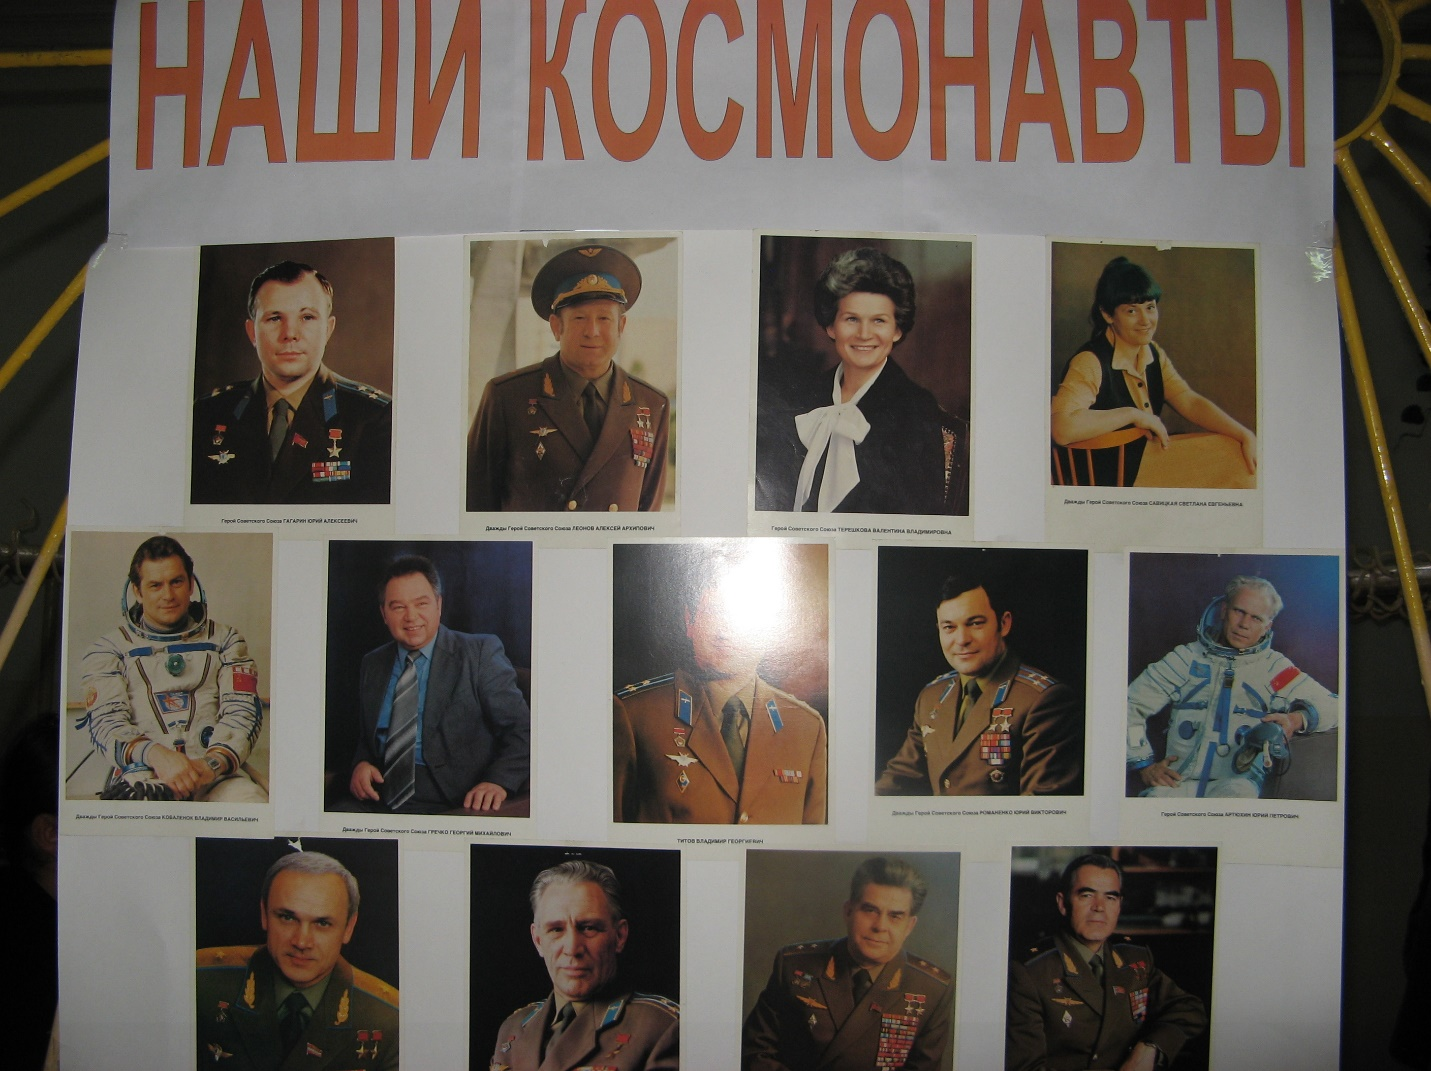 НАШИ КОСМОНАВТЫ
Герой Советского Союза ГАГАРИН ЮРИЙ АЛЕКСЕЕВИЧ
Дважды Герой Советского Союза ЛЕОНОВ АЛЕКСЕЙ АРХИПОВИЧ
Герой Советского Союза ТЕРЕШКОВА ВАЛЕНТИНА ВЛАДИМИРОВНА
Дважды Герой Советского Союза САВИЦКАЯ СВЕТЛАНА ЕВГЕНЬЕВНА
Дважды Герой Советского Союза КОВАЛЕНОК ВЛАДИМИР ВАСИЛЬЕВИЧ
Дважды Герой Советского Союза ГРЕЧКО ГЕОРГИЙ МИХАЙЛОВИЧ
ТИТОВ ВЛАДИМИР ГЕОРГИЕВИЧ
Дважды Герой Советского Союза РОМАНЕНКО ЮРИЙ ВИКТОРОВИЧ
Герой Советского Союза АРТЮХИН ЮРИЙ ПЕТРОВИЧ